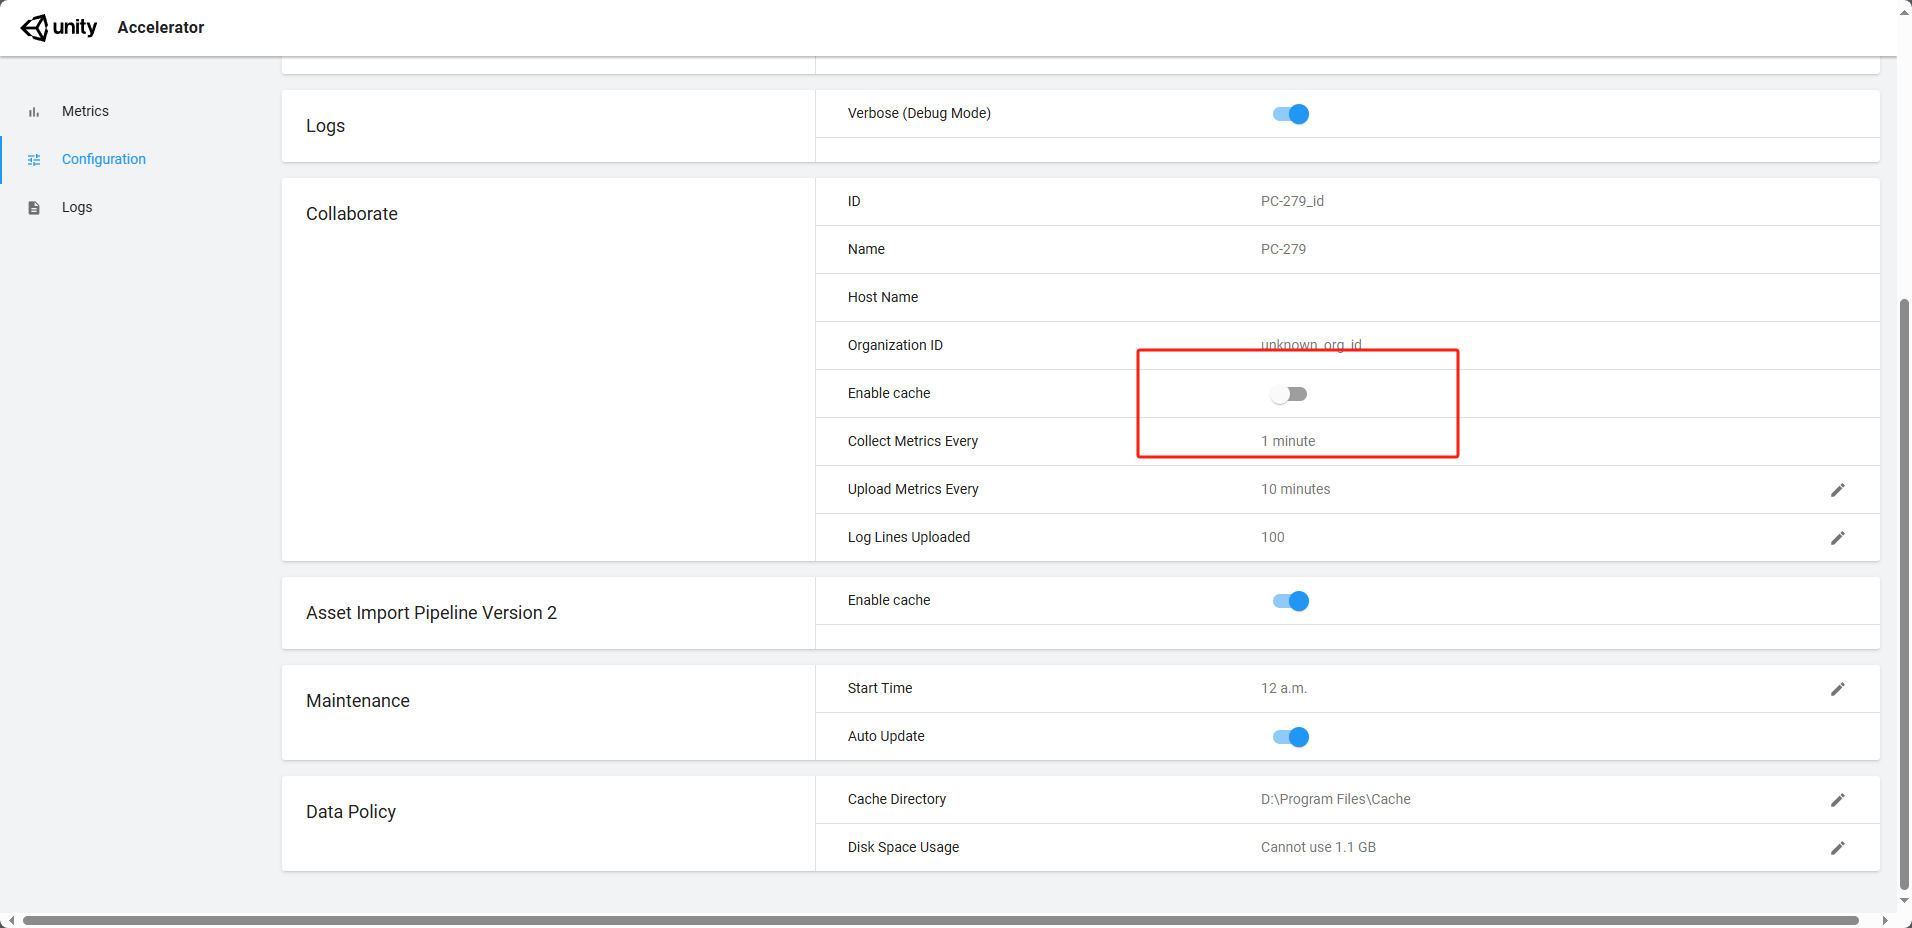 unity Accelerator
Metrics
Configuration
Logs
Logs
Verbose (Debug Mode)
Collaborate
ID PC-279_id
Name PC-279
Host Name
Organization ID unknown_org_id
Enable cache
Collect Metrics Every 1 minute
Upload Metrics Every 10 minutes
Log Lines Uploaded 100
Asset Import Pipeline Version 2
Enable cache
Maintenance
Start Time 12 a.m.
Auto Update
Data Policy
Cache Directory D:\Program Files\Cache
Disk Space Usage Cannot use 1.1 GB